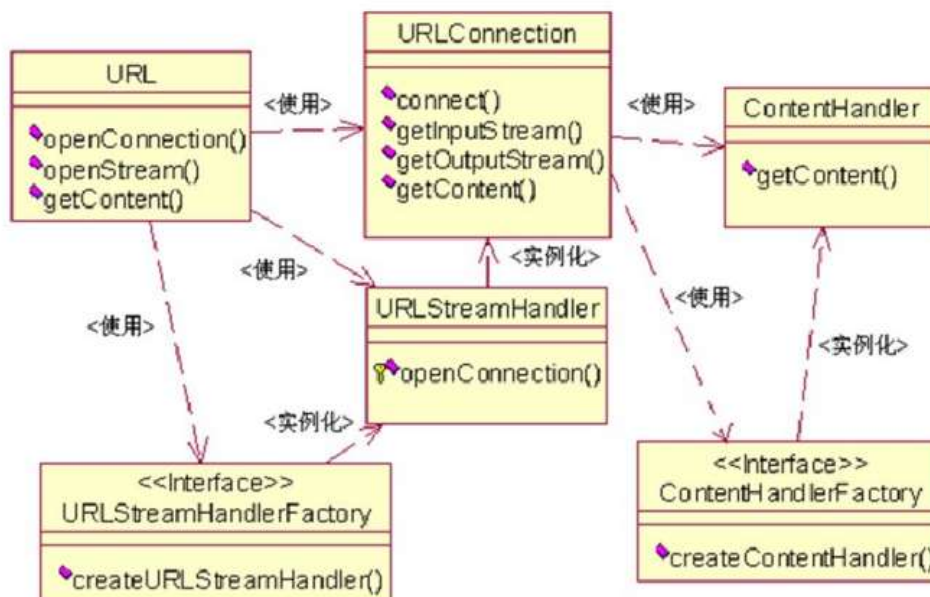 URL
openConnection()
openStream()
getContent()
<使用>
URLConnection
connect()
getInputStream()
getOutputStream()
getContent()
<使用>
ContentHandler
getContent()
<使用>
<使用>
<实例化>
<使用>
<实例化>
URLStreamHandler
openConnection()
<实例化>
<<Interface>>
URLStreamHandlerFactory
createURLStreamHandler()
<<Interface>>
ContentHandlerFactory
createContentHandler()